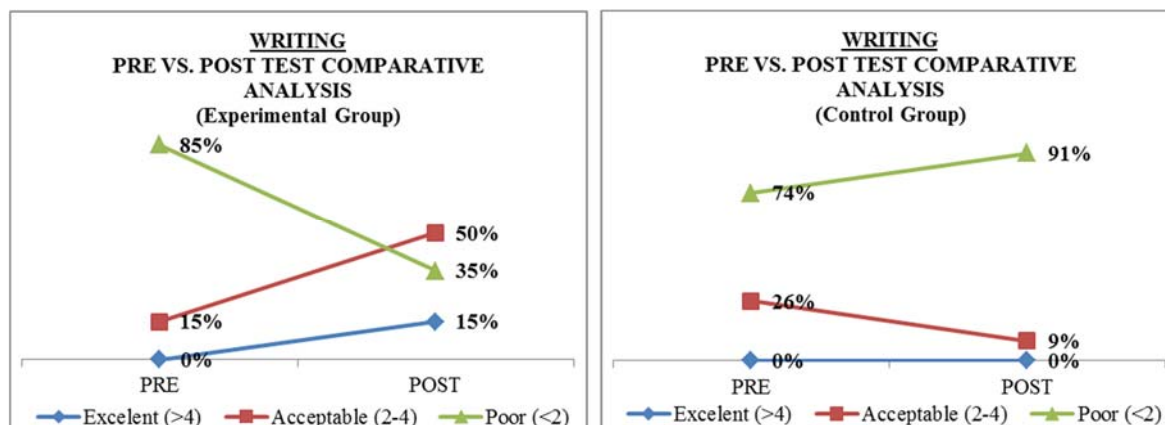 WRITING
PRE VS. POST TEST COMPARATIVE
ANALYSIS
(Experimental Group)
85%
50%
35%
15%
15%
0%
PRE
POST
Excelent (>4)
Acceptable (2-4)
Poor (<2)
WRITING
PRE VS. POST TEST COMPARATIVE
ANALYSIS
(Control Group)
91%
74%
26%
9%
0%
0%
PRE
POST
Excelent (>4)
Acceptable (2-4)
Poor (<2)